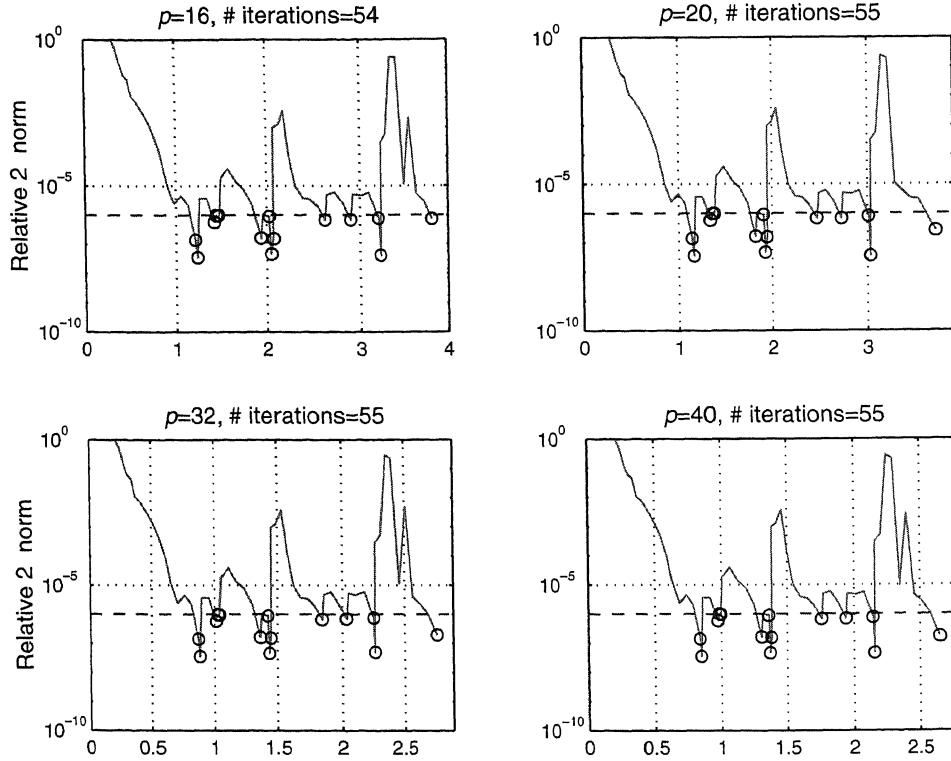 p=16, # iterations=54
10^0
10^-5
10^-10
Relative 2 norm
0 1 2 3 4
p=20, # iterations=55
10^0
10^-5
10^-10
0 1 2 3
p=32, # iterations=55
10^0
10^-5
10^-10
Relative 2 norm
0 0.5 1 1.5 2 2.5
p=40, # iterations=55
10^0
10^-5
10^-10
0 0.5 1 1.5 2 2.5